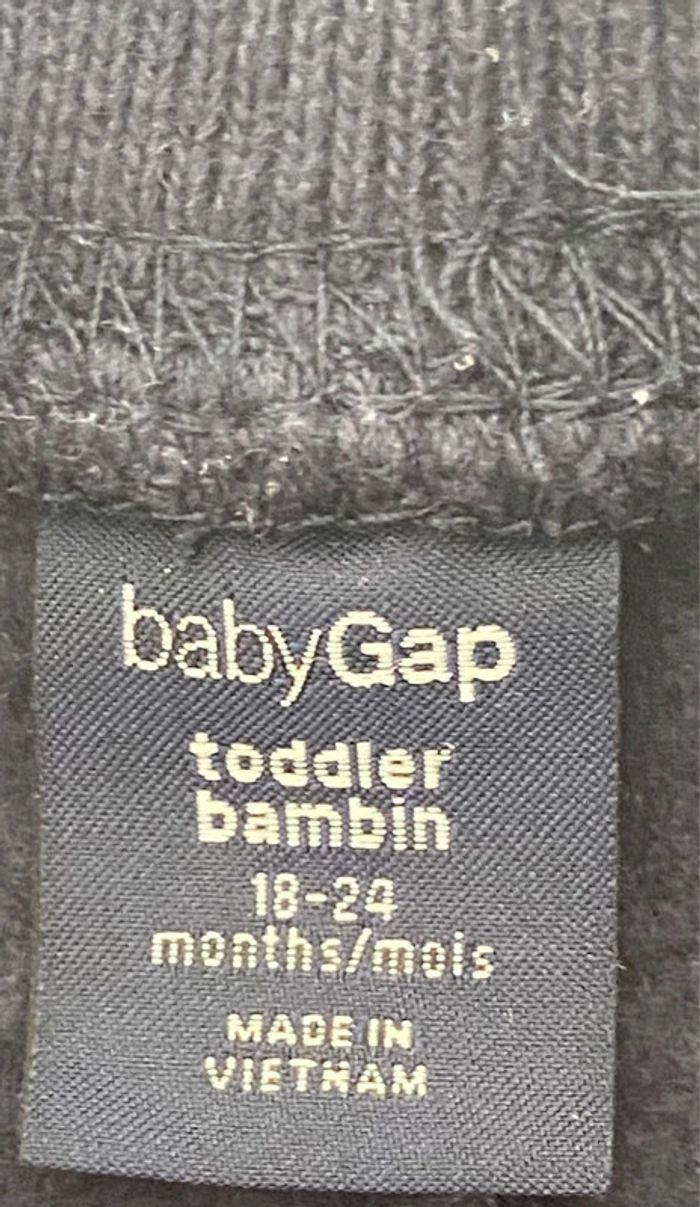 babyGap
toddler
bambin
18-24
months/mois
MADE IN
VIETNAM